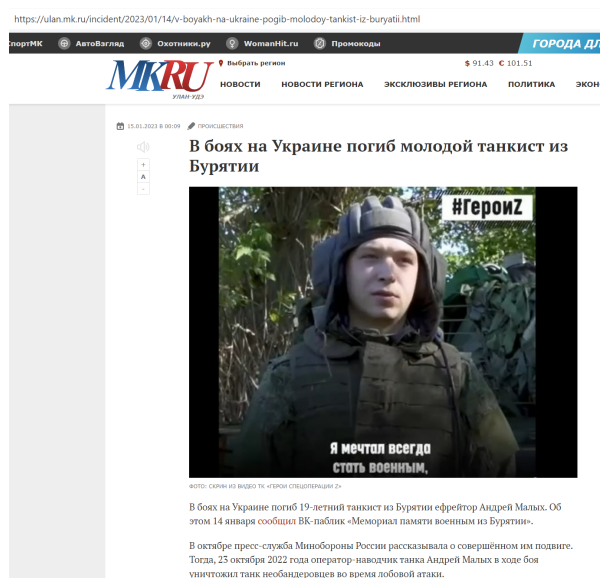 https://ulan.mk.ru/incident/2023/01/14/v-boyakh-na-ukraine-pogib-molodoy-tankist-iz-buryatii.html
СпортМК АвтоВзгляд Охотники.ру WomanHit.ru Промокоды
ГОРОДА ДЛ
MKRU
УЛАН-УДЭ
Выбрать регион
$ 91.43 € 101.51
НОВОСТИ НОВОСТИ РЕГИОНА ЭКСКЛЮЗИВЫ РЕГИОНА ПОЛИТИКА ЭКОН
15.01.2023 В 00:09 ПРОИСШЕСТВИЯ
+
A
-
В боях на Украине погиб молодой танкист из
Бурятии
#ГероиZ
Я мечтал всегда
стать военным,
ФОТО: СКРИН ИЗ ВИДЕО ТК «ГЕРОИ СПЕЦОПЕРАЦИИ Z»
В боях на Украине погиб 19-летний танкист из Бурятии ефрейтор Андрей Малых. Об
этом 14 января сообщил ВК-паблик «Мемориал памяти военным из Бурятии».
В октябре пресс-служба Минобороны России рассказывала о совершённом им подвиге.
Тогда, 23 октября 2022 года оператор-наводчик танка Андрей Малых в ходе боя
уничтожил танк необандеровцев во время лобовой атаки.